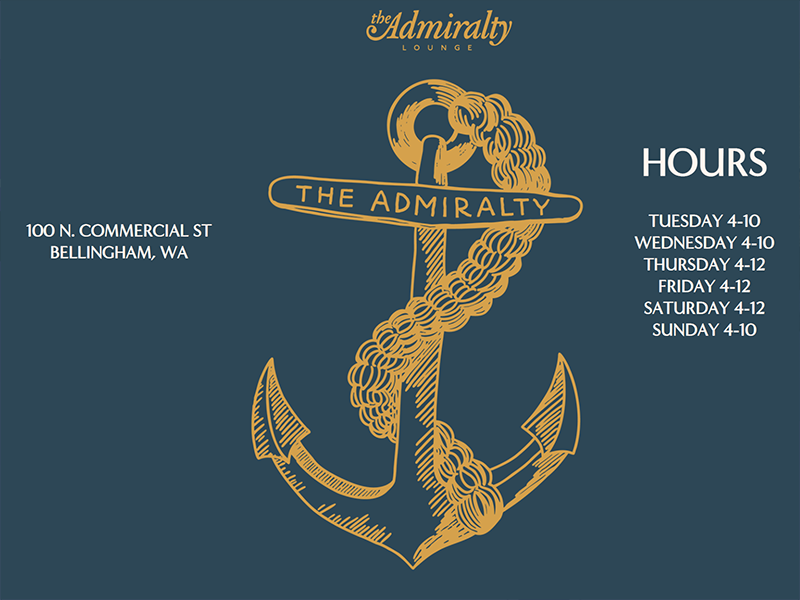 the Admiralty
LOUNGE
THE ADMIRALTY
100 N. COMMERCIAL ST
BELLINGHAM, WA
HOURS
TUESDAY 4-10
WEDNESDAY 4-10
THURSDAY 4-12
FRIDAY 4-12
SATURDAY 4-12
SUNDAY 4-10